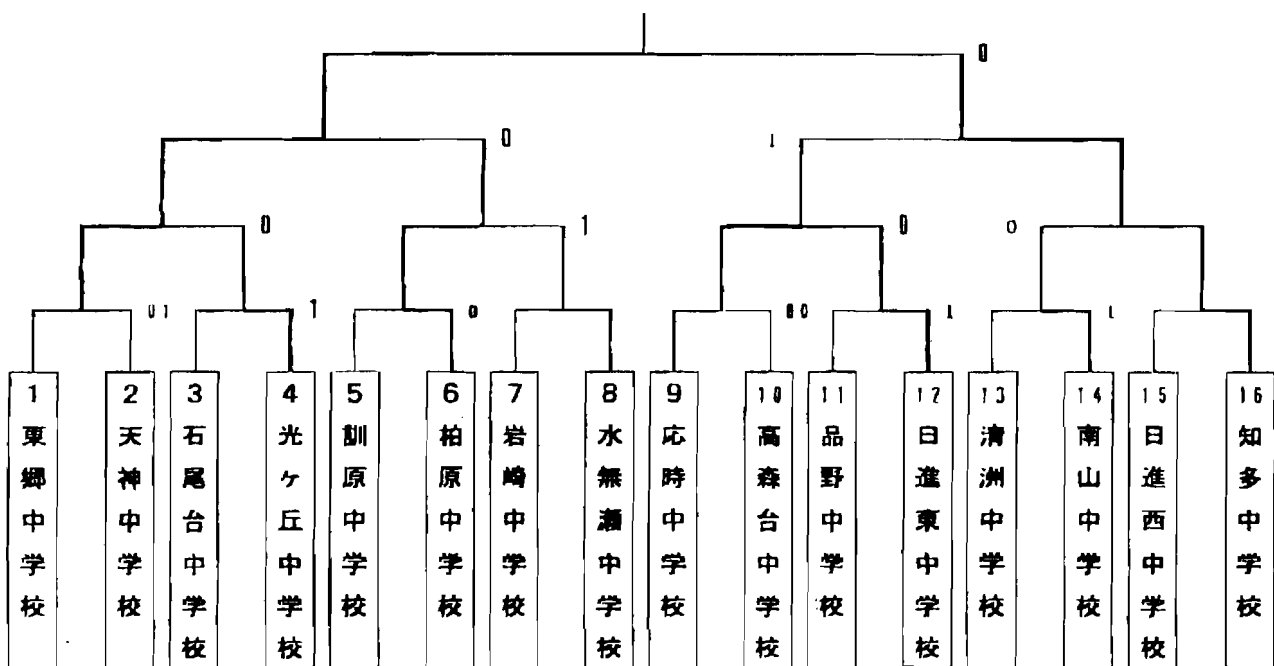 0
0
1
0
1
0
0
0 1
1
0
0 0
1
1
1 東郷中学校
2 天神中学校
3 石尾台中学校
4 光ヶ丘中学校
5 訓原中学校
6 柏原中学校
7 岩崎中学校
8 水無瀬中学校
9 応時中学校
10 高森台中学校
11 品野中学校
12 日進東中学校
13 清洲中学校
14 南山中学校
15 日進西中学校
16 知多中学校